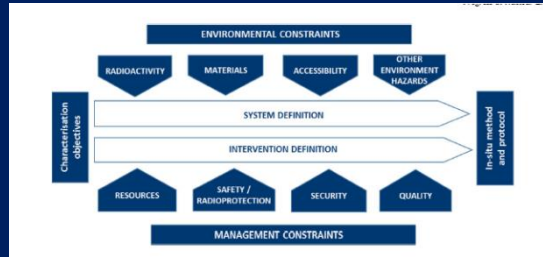 ENVIRONMENTAL CONSTRAINTS
RADIOACTIVITY
MATERIALS
ACCESSIBILITY
OTHER
ENVIRONMENT
HAZARDS
Characterisation
objectives
SYSTEM DEFINITION
INTERVENTION DEFINITION
In-situ method
and protocol
RESOURCES
SAFETY /
RADIOPROTECTION
SECURITY
QUALITY
MANAGEMENT CONSTRAINTS